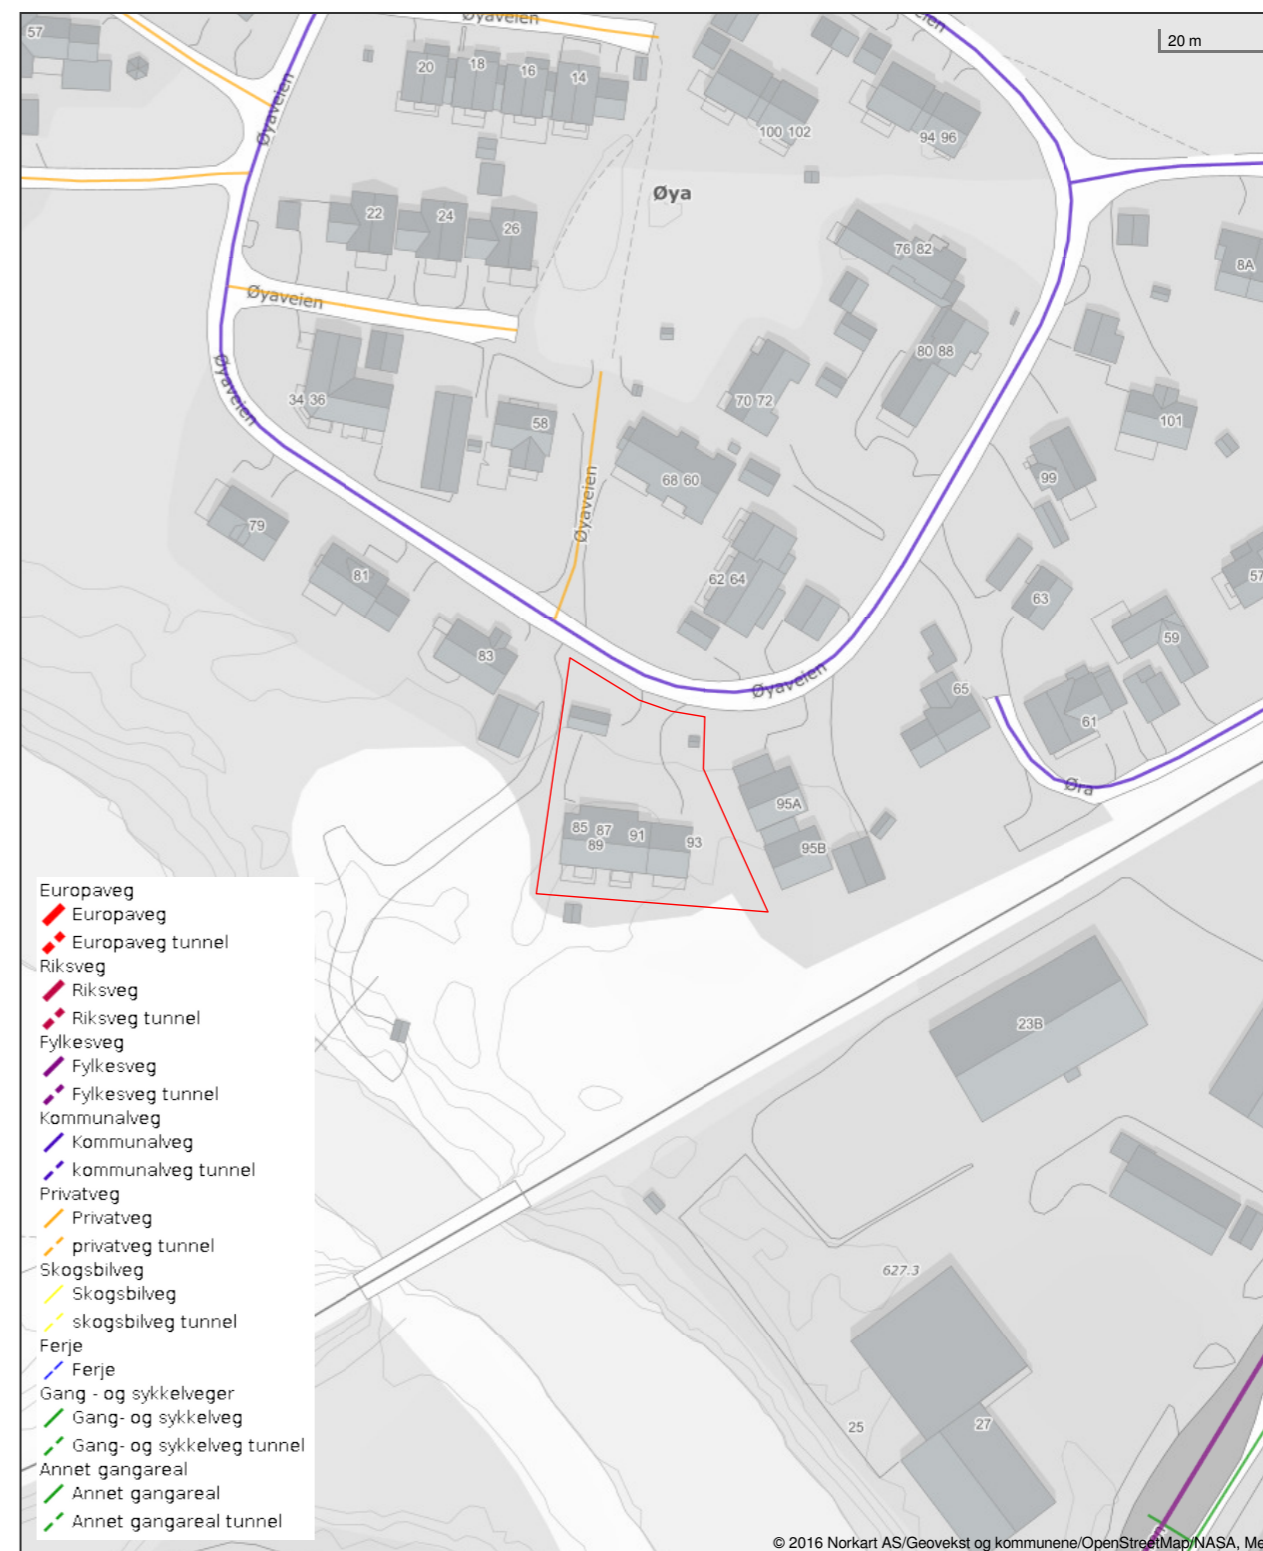 Øyaveien
57
20 m
20
18
16
14
100 102
94 96
Øyaveien
Øya
22
24
26
76 82
8A
Øyaveien
80 88
Øyaveien
34 36
58
70 72
101
68 60
99
79
Øyaveien
81
62 64
57
63
59
83
Øyaveien
65
61
Øra
95A
85 87
89
91
93
95B
Europaveg
Europaveg
Europaveg tunnel
Riksveg
Riksveg
Riksveg tunnel
Fylkesveg
Fylkesveg
Fylkesveg tunnel
Kommunalveg
Kommunalveg
kommunalveg tunnel
Privatveg
Privatveg
privatveg tunnel
Skogsbilveg
Skogsbilveg
skogsbilveg tunnel
Ferje
Ferje
Gang - og sykkelveger
Gang- og sykkelveg
Gang- og sykkelveg tunnel
Annet gangareal
Annet gangareal
Annet gangareal tunnel
23B
627.3
25
27
© 2016 Norkart AS/Geovekst og kommunene/OpenStreetMap/NASA, Me